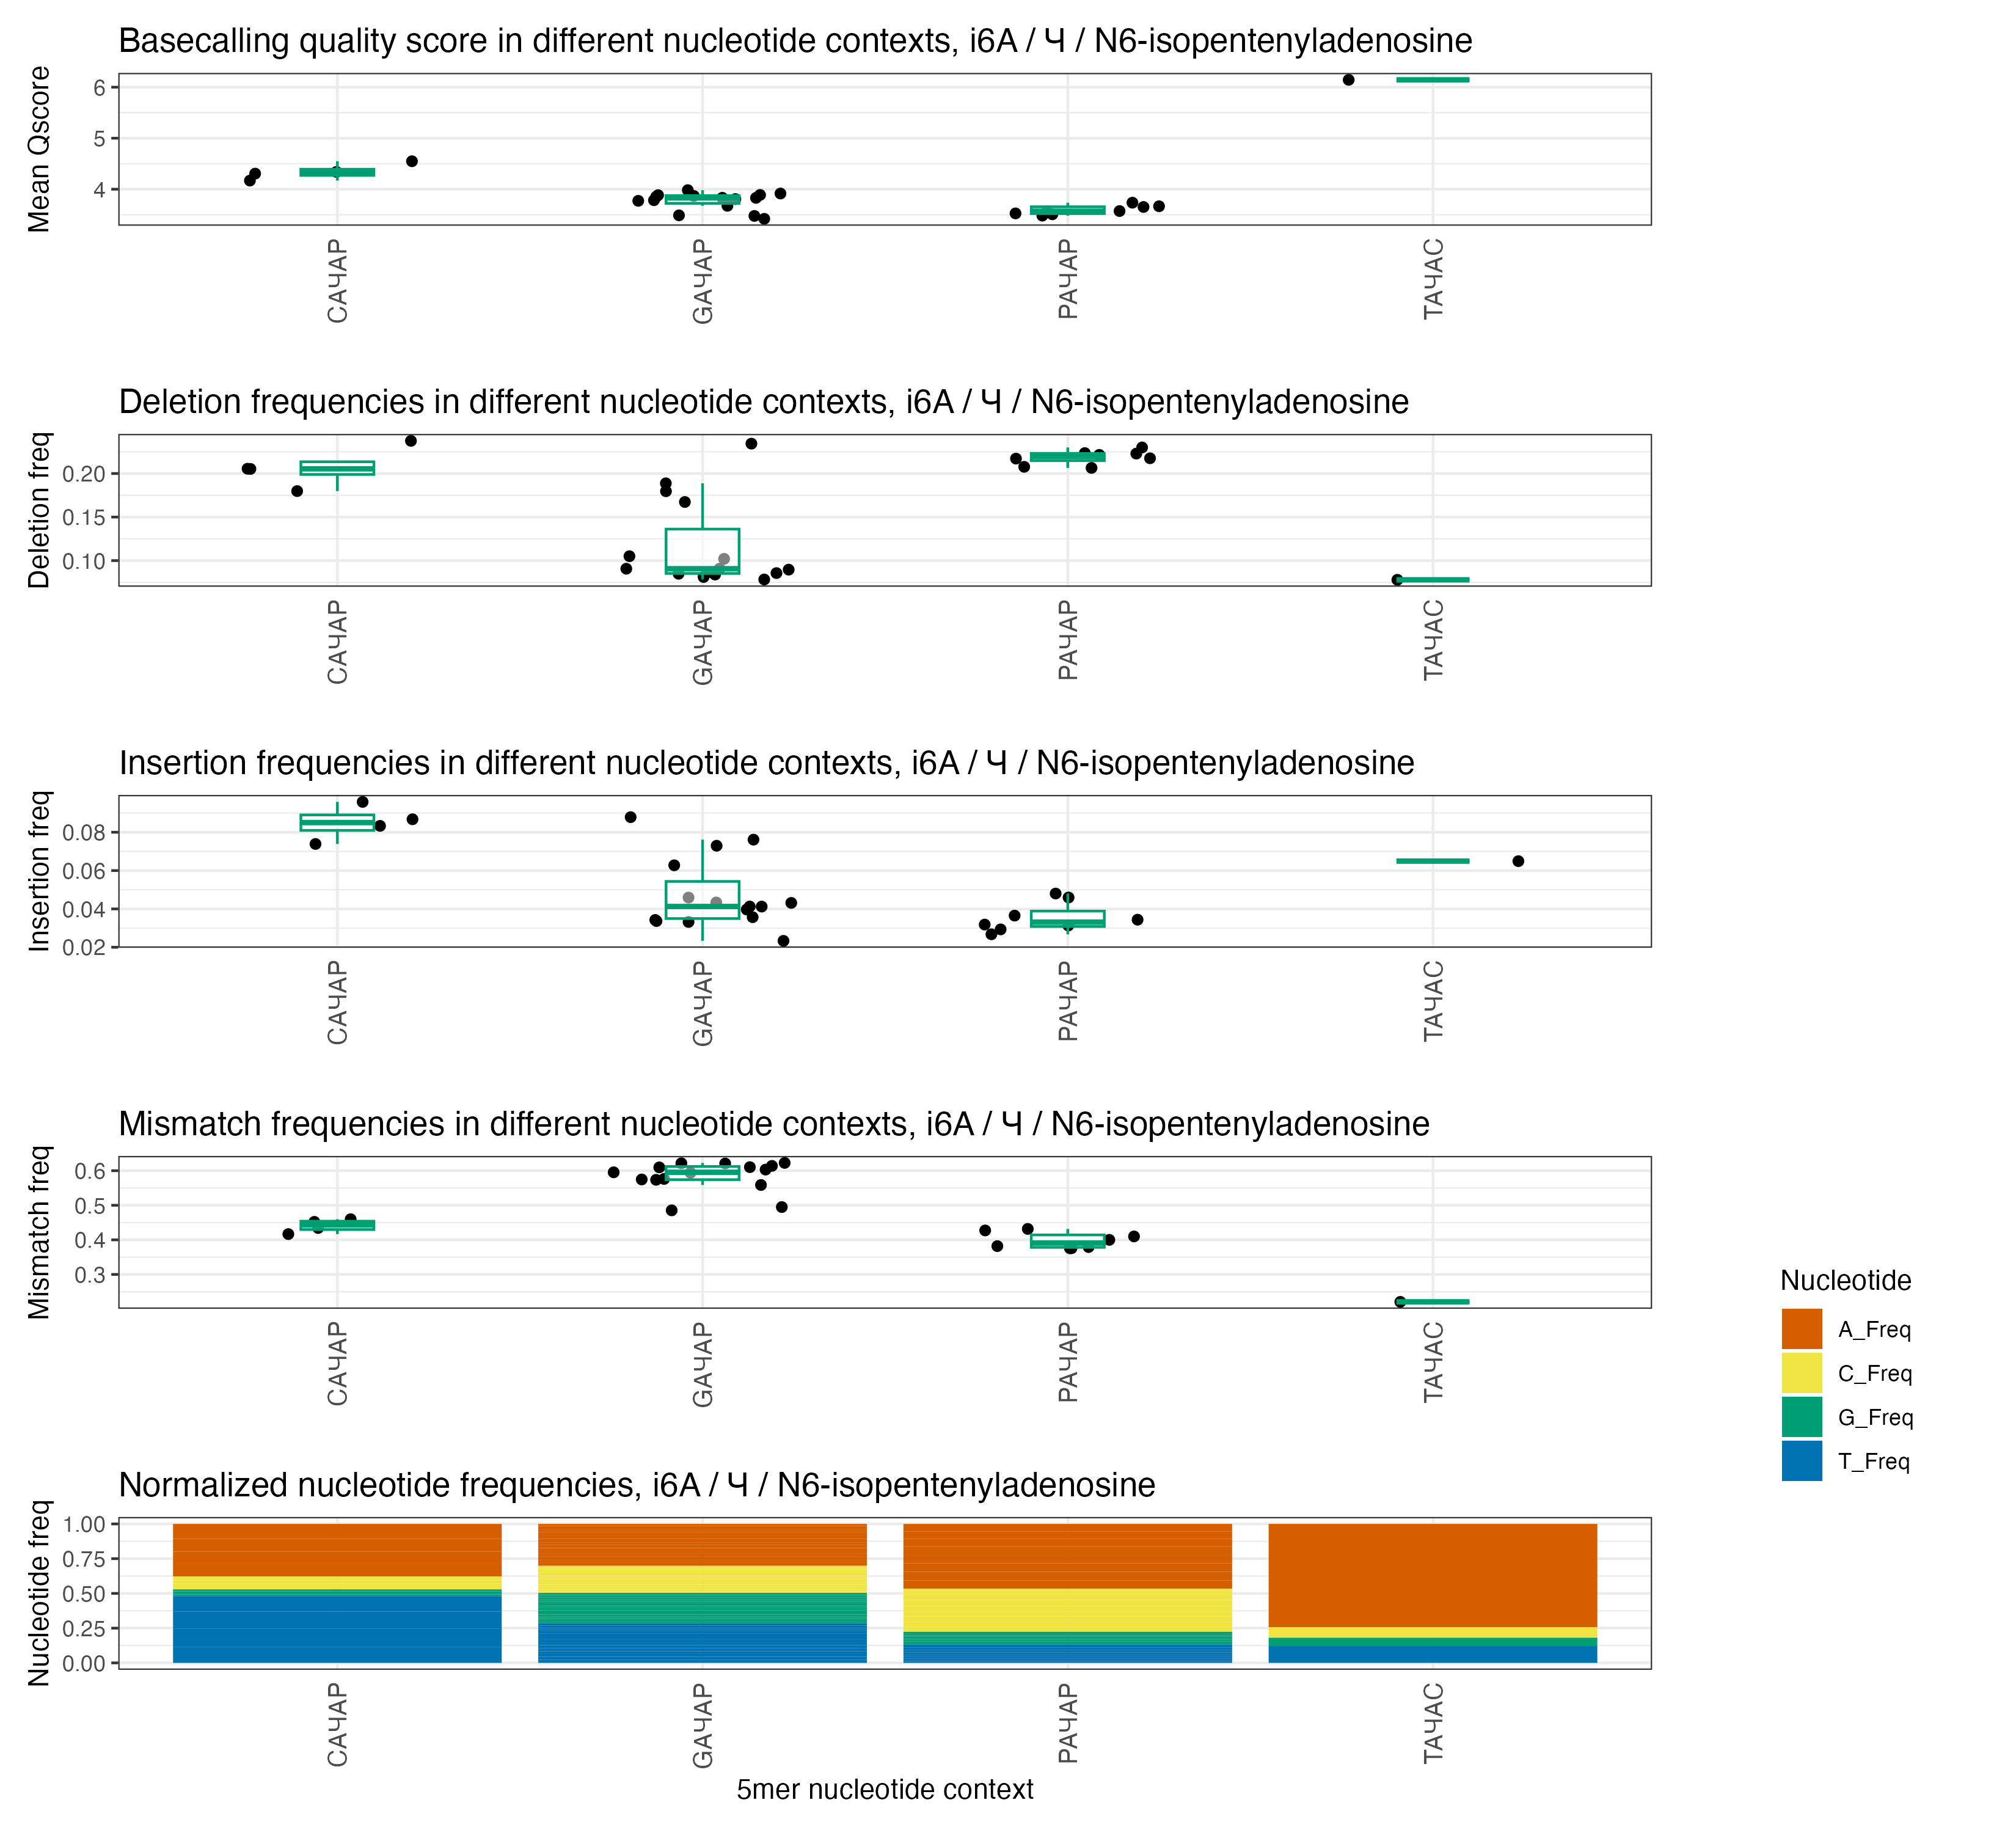 Basecalling quality score in different nucleotide contexts, i6A / Ч / N6-isopentenyladenosine
Mean Qscore
6
5
4
CAЧAP
GAЧAP
PAЧAP
TAЧAC
Deletion frequencies in different nucleotide contexts, i6A / Ч / N6-isopentenyladenosine
Deletion freq
0.20
0.15
0.10
CAЧAP
GAЧAP
PAЧAP
TAЧAC
Insertion frequencies in different nucleotide contexts, i6A / Ч / N6-isopentenyladenosine
Insertion freq
0.08
0.06
0.04
0.02
CAЧAP
GAЧAP
PAЧAP
TAЧAC
Mismatch frequencies in different nucleotide contexts, i6A / Ч / N6-isopentenyladenosine
Mismatch freq
0.6
0.5
0.4
0.3
CAЧAP
GAЧAP
PAЧAP
TAЧAC
Nucleotide
A_Freq
C_Freq
G_Freq
T_Freq
Normalized nucleotide frequencies, i6A / Ч / N6-isopentenyladenosine
Nucleotide freq
1.00
0.75
0.50
0.25
0.00
CAЧAP
GAЧAP
PAЧAP
TAЧAC
5mer nucleotide context